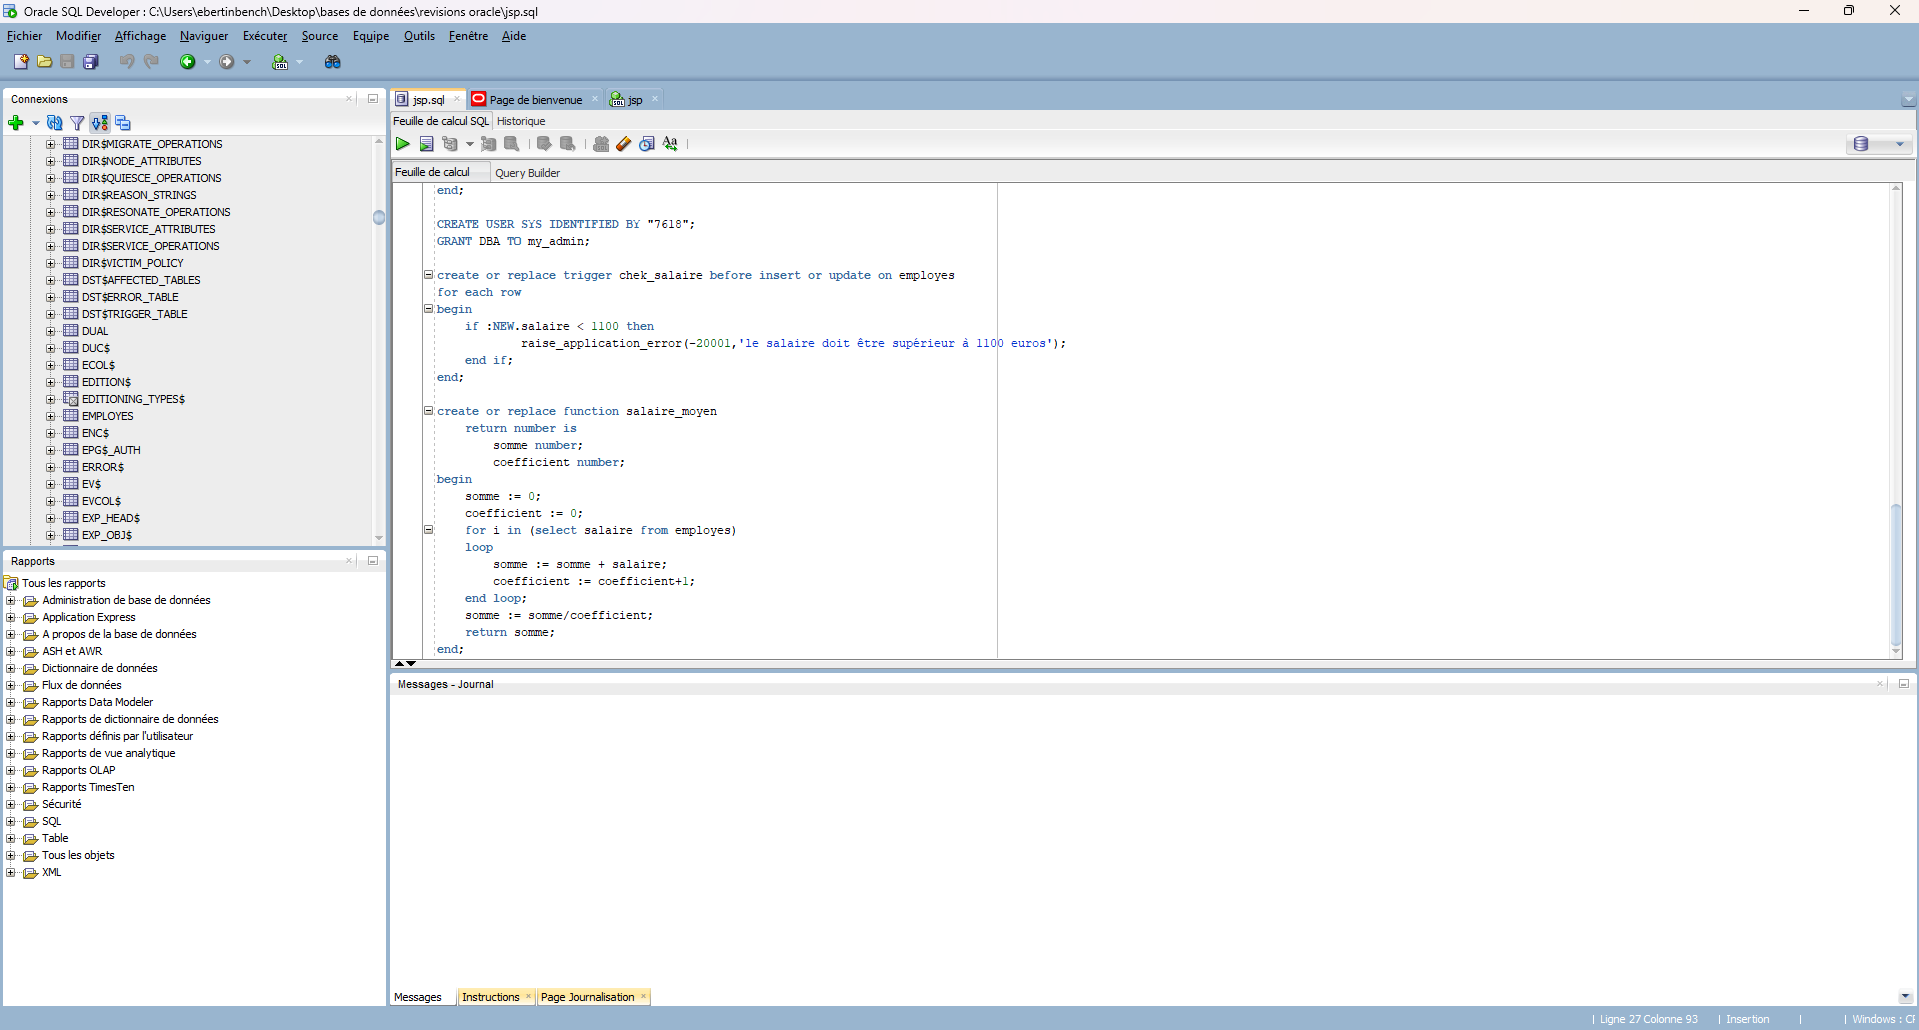 Oracle SQL Developer : C:\Users\ebertinbench\Desktop\bases de données\revisions oracle\jsp.sql
Fichier Modifier Affichage Naviguer Exécuter Source Equipe Outils Fenêtre Aide
Connexions
DIR$MIGRATE_OPERATIONS
DIR$NODE_ATTRIBUTES
DIR$QUIESCE_OPERATIONS
DIR$REASON_STRINGS
DIR$RESONATE_OPERATIONS
DIR$SERVICE_ATTRIBUTES
DIR$SERVICE_OPERATIONS
DIR$VICTIM_POLICY
DST$AFFECTED_TABLES
DST$ERROR_TABLE
DST$TRIGGER_TABLE
DUAL
DUC$
ECOL$
EDITION$
EDITIONING_TYPES$
EMPLOYES
ENC$
EPG$_AUTH
ERROR$
EV$
EVCOL$
EXP_HEAD$
EXP_OBJ$
Rapports
Tous les rapports
Administration de base de données
Application Express
A propos de la base de données
ASH et AWR
Dictionnaire de données
Flux de données
Rapports Data Modeler
Rapports de dictionnaire de données
Rapports définis par l'utilisateur
Rapports de vue analytique
Rapports OLAP
Rapports TimesTen
Sécurité
SQL
Table
Tous les objets
XML
jsp.sql Page de bienvenue jsp
Feuille de calcul SQL Historique
Feuille de calcul Query Builder
end;
CREATE USER SYS IDENTIFIED BY "7618";
GRANT DBA TO my_admin;
create or replace trigger chek_salaire before insert or update on employes
for each row
begin
if :NEW.salaire < 1100 then
raise_application_error(-20001,'le salaire doit être supérieur à 1100 euros');
end if;
end;
create or replace function salaire_moyen
return number is
somme number;
coefficient number;
begin
somme := 0;
coefficient := 0;
for i in (select salaire from employes)
loop
somme := somme + salaire;
coefficient := coefficient+1;
end loop;
somme := somme/coefficient;
return somme;
end;
Messages - Journal
Messages Instructions Page Journalisation
Ligne 27 Colonne 93 Insertion Windows : CF